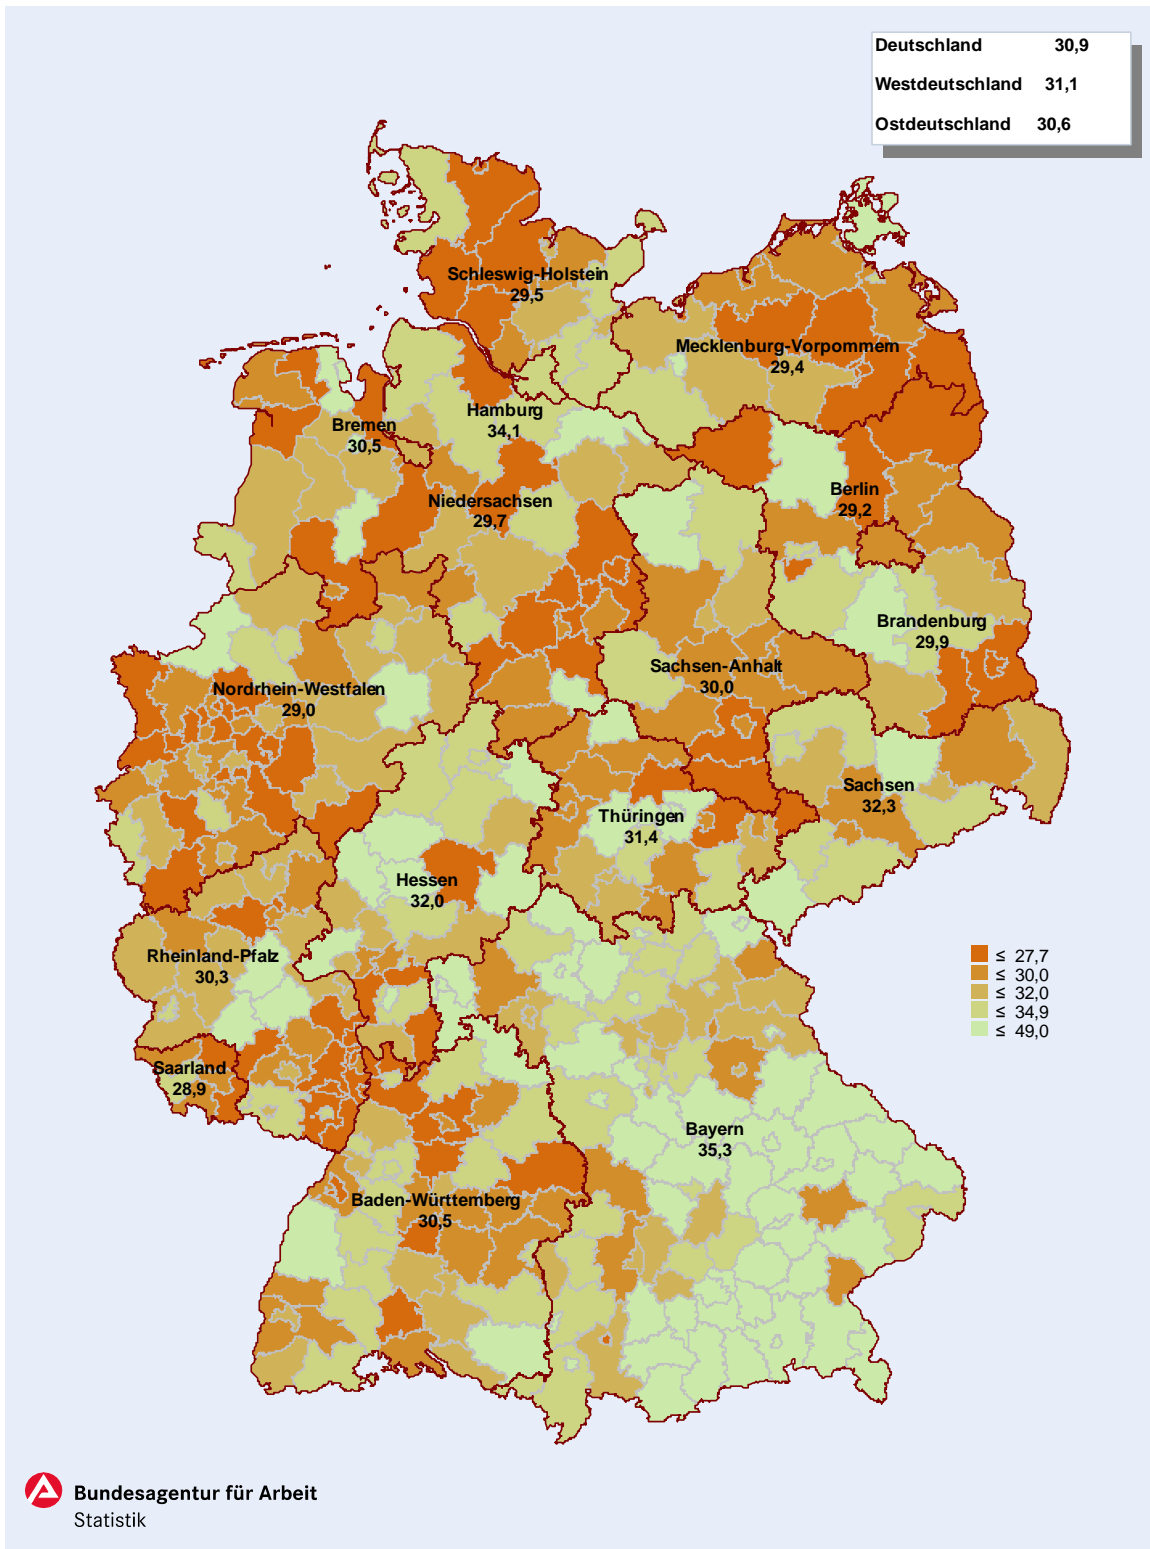 Deutschland 30,9
Westdeutschland 31,1
Ostdeutschland 30,6
Schleswig-Holstein
29,5
Mecklenburg-Vorpommern
29,4
Hamburg
34,1
Bremen
30,5
Berlin
29,2
Niedersachsen
29,7
Brandenburg
29,9
Sachsen-Anhalt
30,0
Nordrhein-Westfalen
29,0
Sachsen
32,3
Thüringen
31,4
Hessen
32,0
Rheinland-Pfalz
30,3
≤ 27,7
≤ 30,0
≤ 32,0
≤ 34,9
≤ 49,0
Saarland
28,9
Bayern
35,3
Baden-Württemberg
30,5
Bundesagentur für Arbeit
Statistik